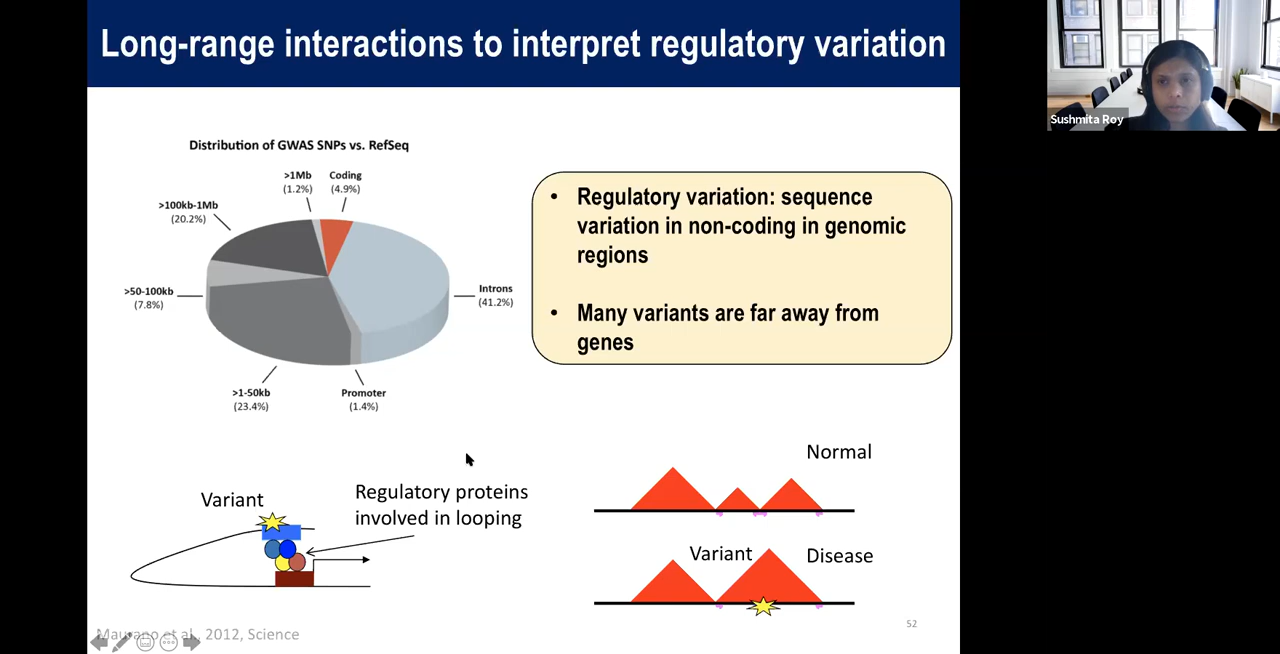 Long-range interactions to interpret regulatory variation
Sushmita Roy
Distribution of GWAS SNPs vs. RefSeq
>1Mb
(1.2%)
Coding
(4.9%)
>100kb-1Mb
(20.2%)
>50-100kb
(7.8%)
Introns
(41.2%)
>1-50kb
(23.4%)
Promoter
(1.4%)
• Regulatory variation: sequence
variation in non-coding in genomic
regions
• Many variants are far away from
genes
Variant
Regulatory proteins
involved in looping
Normal
Variant
Disease
Maurano et al., 2012, Science
52